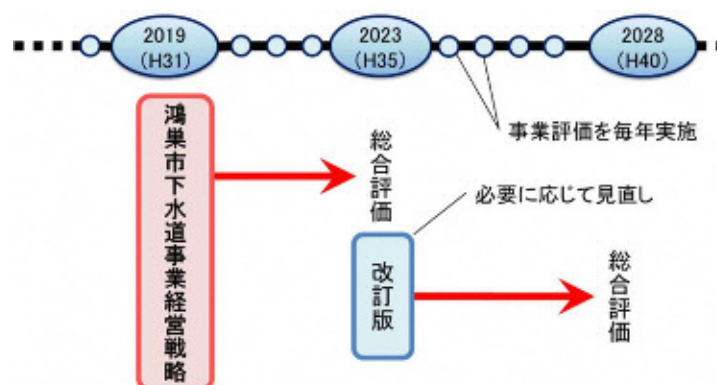 2019
(H31)
2023
(H35)
2028
(H40)
事業評価を毎年実施
鴻巣市下水道事業経営戦略
総合評価
必要に応じて見直し
改訂版
総合評価